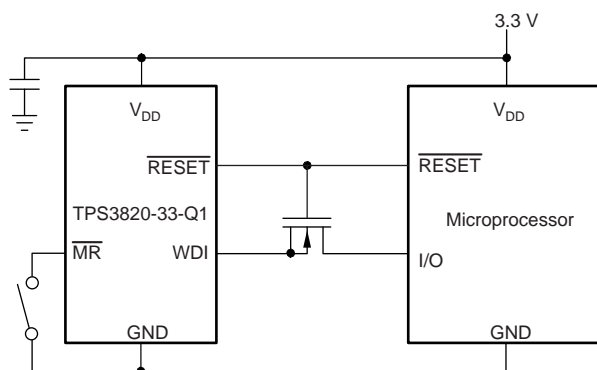 3.3 V
VDD
VDD
RESET
RESET
TPS3820-33-Q1
Microprocessor
MR
WDI
I/O
GND
GND